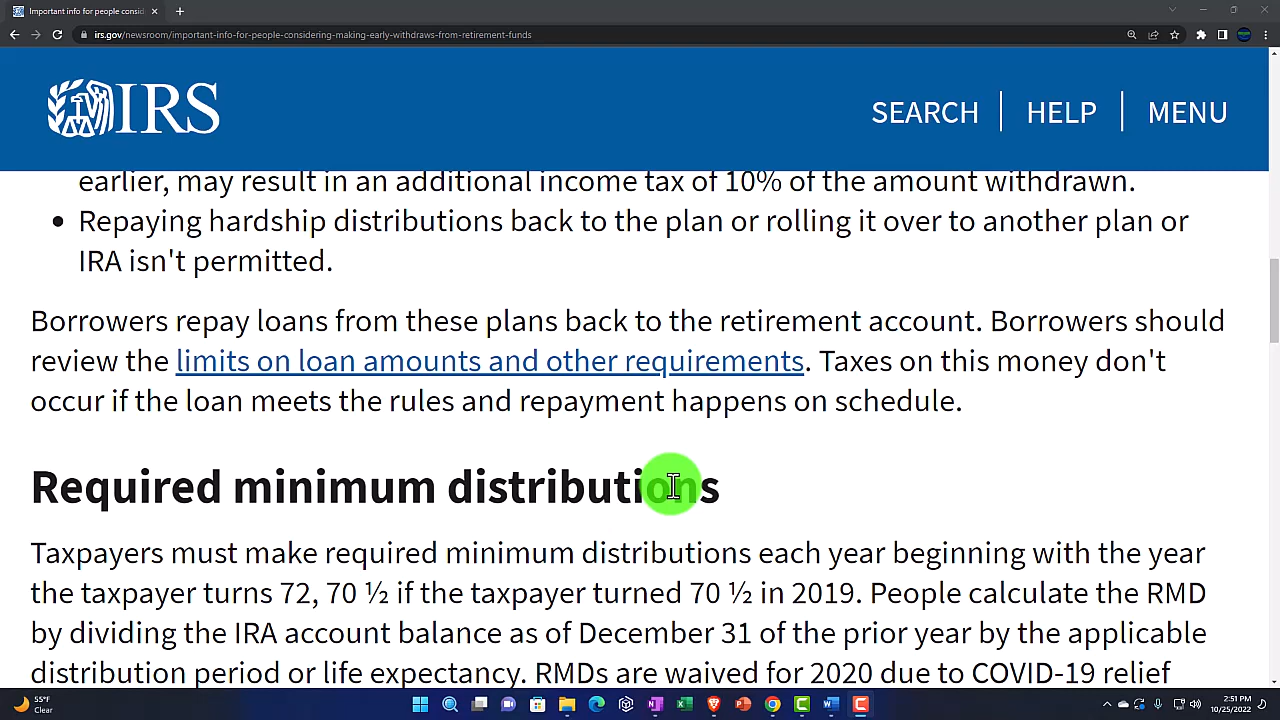 Important info for people consid
irs.gov/newsroom/important-info-for-people-considering-making-early-withdraws-from-retirement-funds
IRS
SEARCH | HELP | MENU
earlier, may result in an additional income tax of 10% of the amount withdrawn.
• Repaying hardship distributions back to the plan or rolling it over to another plan or
IRA isn't permitted.
Borrowers repay loans from these plans back to the retirement account. Borrowers should
review the limits on loan amounts and other requirements. Taxes on this money don't
occur if the loan meets the rules and repayment happens on schedule.
Required minimum distributions
Taxpayers must make required minimum distributions each year beginning with the year
the taxpayer turns 72, 70 ½ if the taxpayer turned 70 ½ in 2019. People calculate the RMD
by dividing the IRA account balance as of December 31 of the prior year by the applicable
distribution period or life expectancy. RMDs are waived for 2020 due to COVID-19 relief
55°F
Clear
2:51 PM
10/25/2022